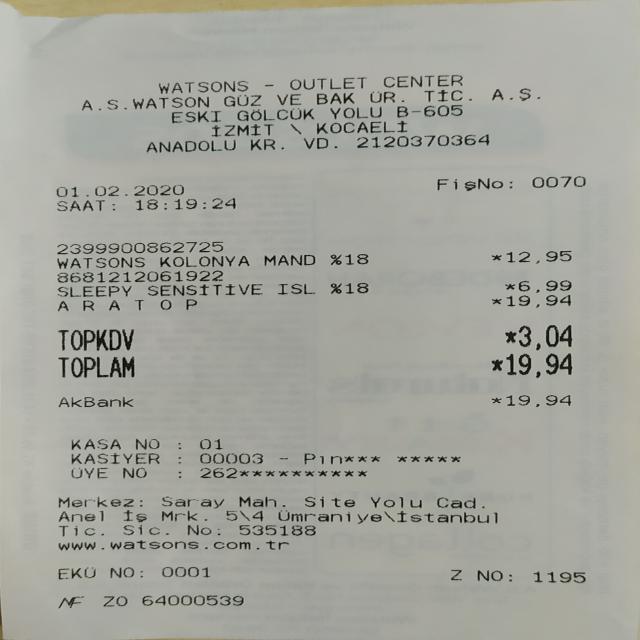 WATSONS - OUTLET CENTER
A.S.WATSON GÜZ VE BAK ÜR. TİC. A.Ş.
ESKİ GÖLCÜK YOLU B-605
İZMİT \ KOCAELİ
ANADOLU KR. VD. 2120370364
01.02.2020 FişNo: 0070
SAAT: 18:19:24
2399900862725
WATSONS KOLONYA MAND %18 *12,95
8681212061922
SLEEPY SENSİTİVE ISL %18 *6,99
A R A T O P *19,94
TOPKDV *3,04
TOPLAM *19,94
AkBank *19,94
KASA NO : 01
KASİYER : 00003 - Pın*** *****
ÜYE NO : 262**********
Merkez: Saray Mah. Site Yolu Cad.
Anel İş Mrk. 5\4 Ümraniye\İstanbul
Tic. Sic. No: 535188
www.watsons.com.tr
EKÜ NO: 0001 Z NO: 1195
MF ZO 64000539